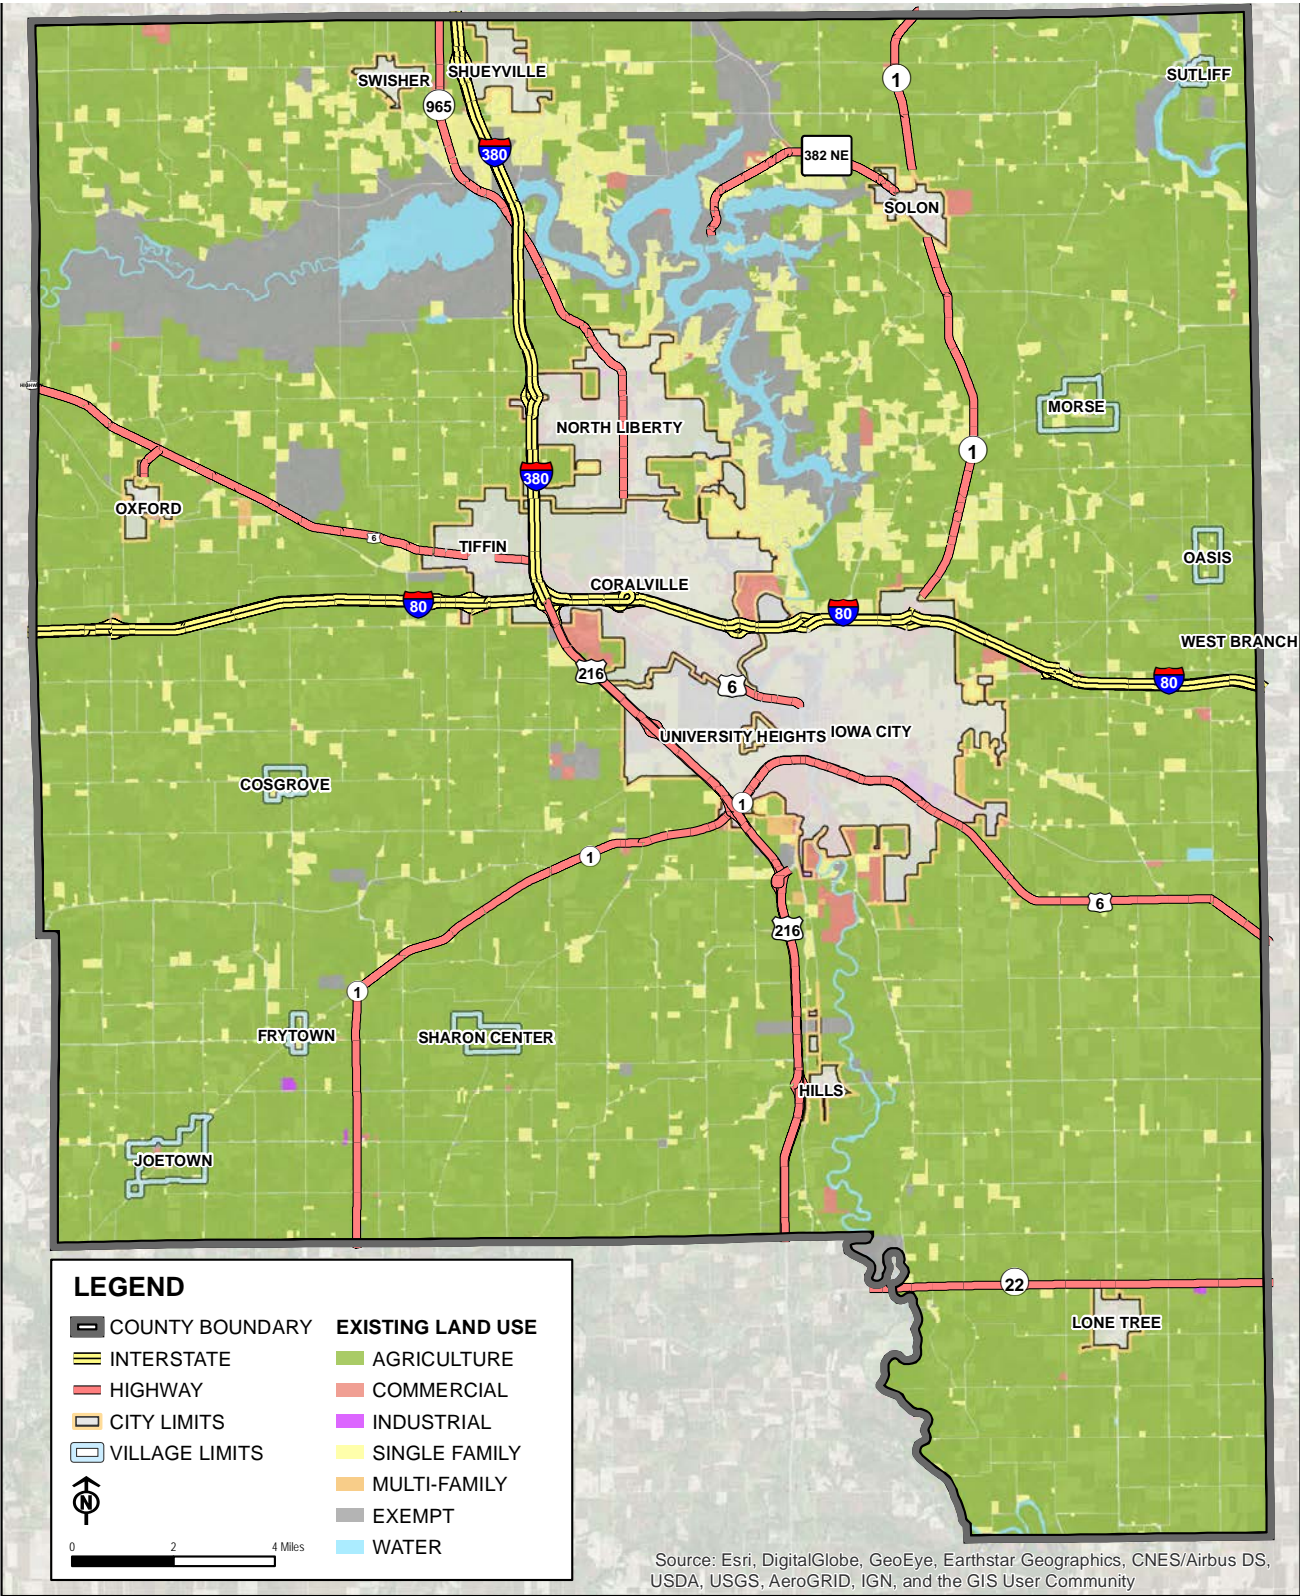 SWISHER
SHUEYVILLE
SUTLIFF
965
1
380
382 NE
SOLON
HIGHWAY
MORSE
NORTH LIBERTY
1
380
OXFORD
6
TIFFIN
OASIS
CORALVILLE
80
80
WEST BRANCH
216
6
80
UNIVERSITY HEIGHTS
IOWA CITY
COSGROVE
1
1
6
216
1
FRYTOWN
SHARON CENTER
HILLS
JOETOWN
22
LONE TREE
LEGEND
COUNTY BOUNDARY
INTERSTATE
HIGHWAY
CITY LIMITS
VILLAGE LIMITS
N
0 2 4 Miles
EXISTING LAND USE
AGRICULTURE
COMMERCIAL
INDUSTRIAL
SINGLE FAMILY
MULTI-FAMILY
EXEMPT
WATER
Source: Esri, DigitalGlobe, GeoEye, Earthstar Geographics, CNES/Airbus DS,
USDA, USGS, AeroGRID, IGN, and the GIS User Community